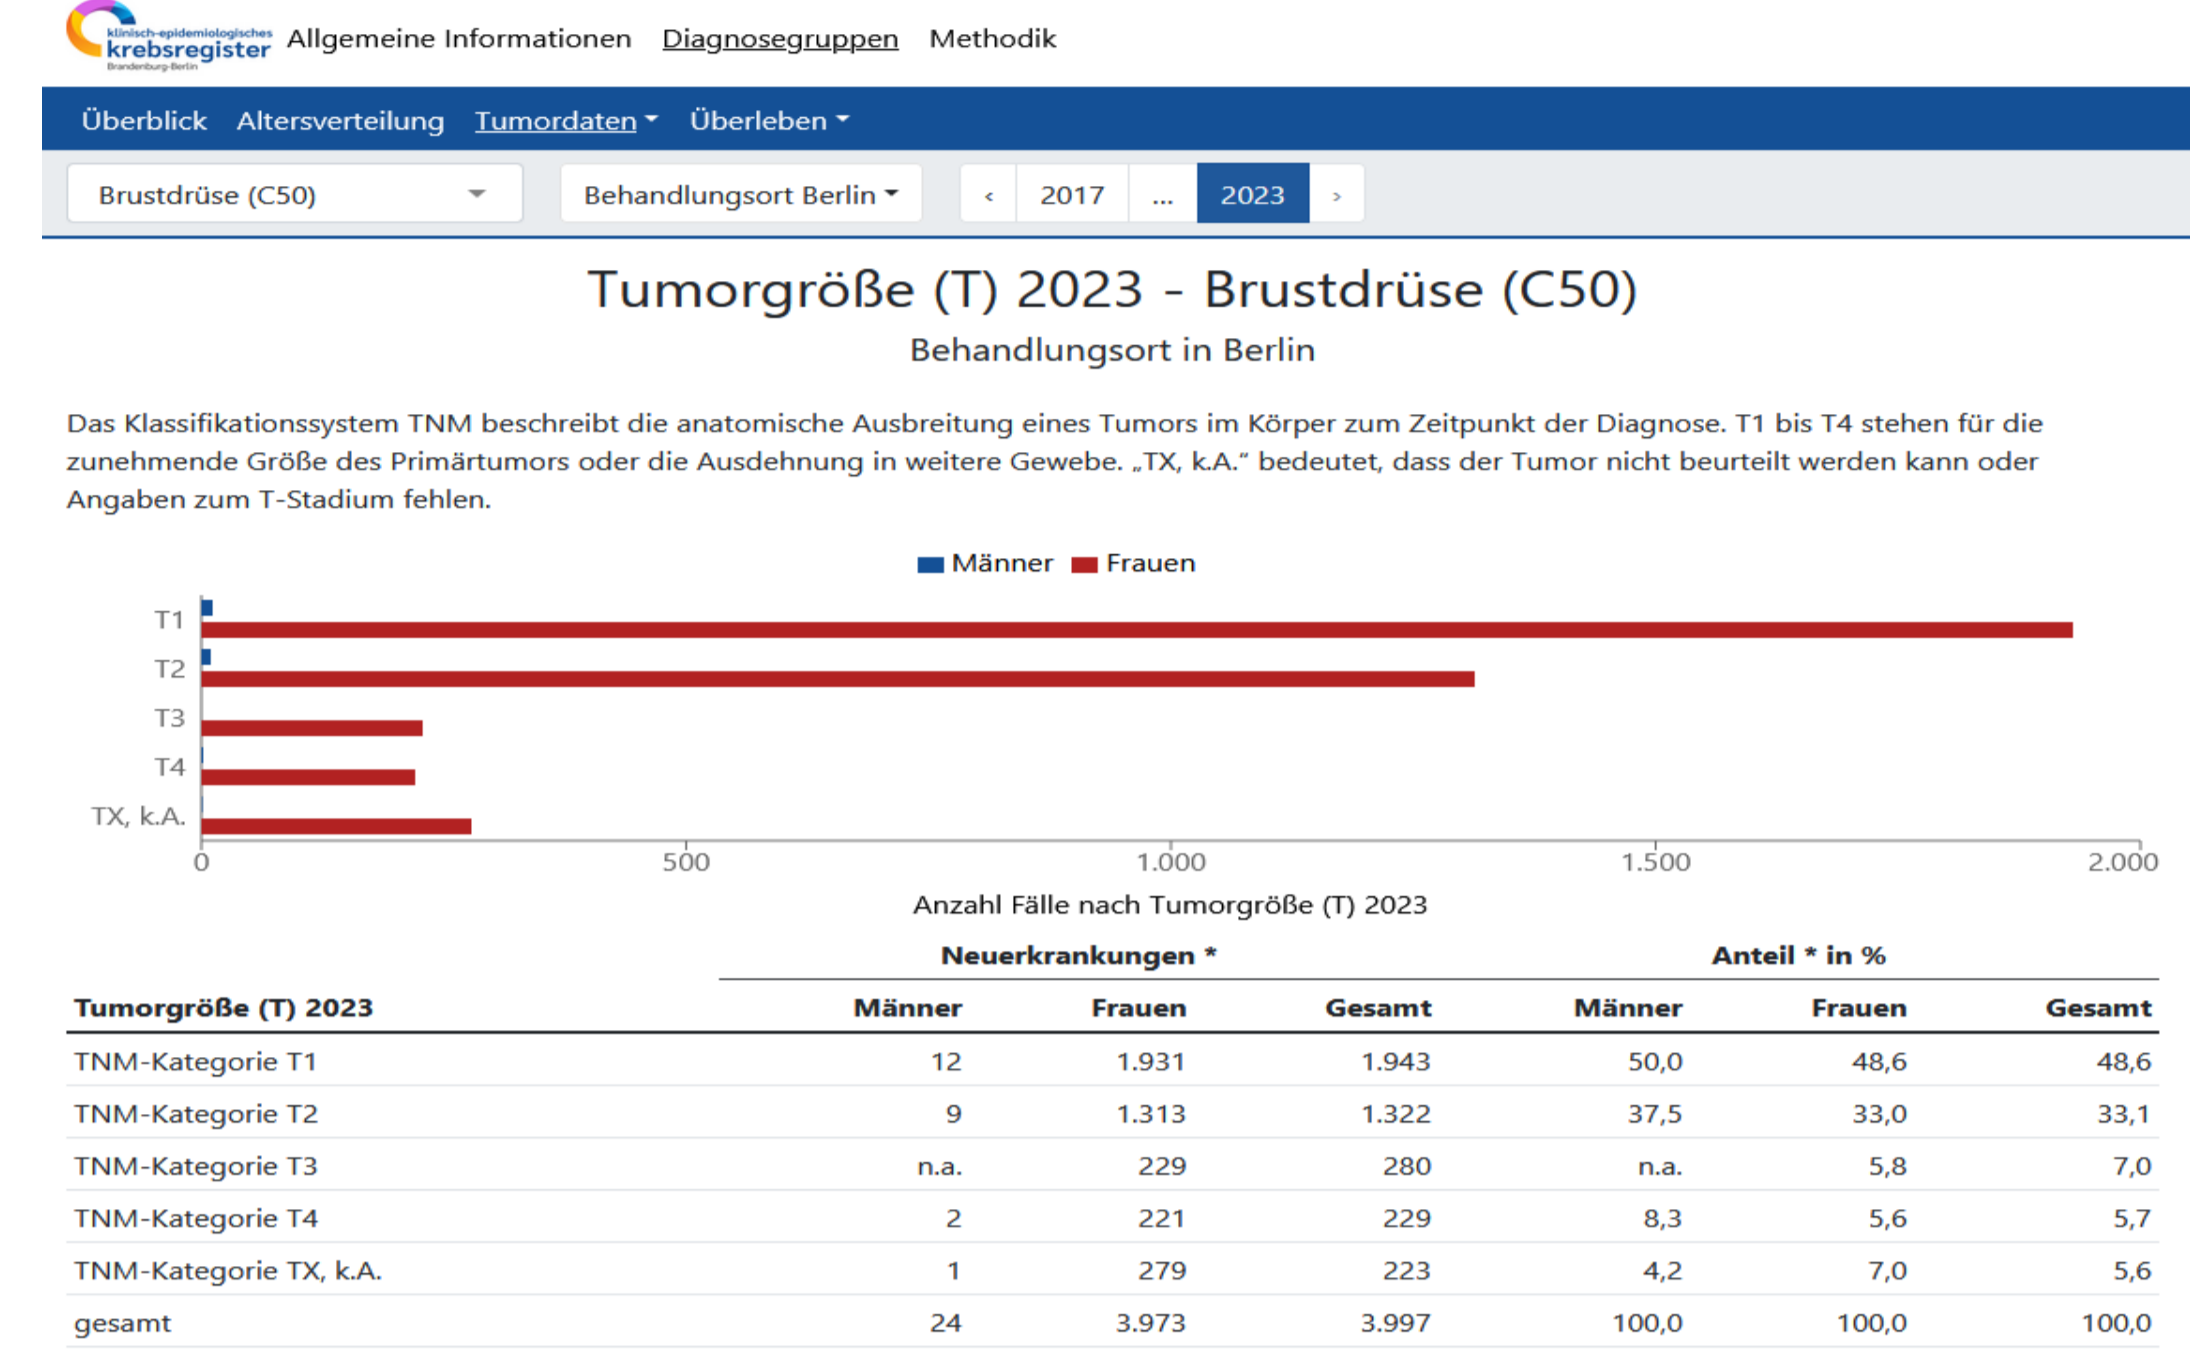 klinisch-epidemiologisches
krebsregister
Brandenburg-Berlin
Allgemeine Informationen Diagnosegruppen Methodik
Überblick Altersverteilung Tumordaten Überleben
Brustdrüse (C50) Behandlungsort Berlin ‹ 2017 ... 2023 ›
Tumorgröße (T) 2023 - Brustdrüse (C50)
Behandlungsort in Berlin
Das Klassifikationssystem TNM beschreibt die anatomische Ausbreitung eines Tumors im Körper zum Zeitpunkt der Diagnose. T1 bis T4 stehen für die
zunehmende Größe des Primärtumors oder die Ausdehnung in weitere Gewebe. „TX, k.A.“ bedeutet, dass der Tumor nicht beurteilt werden kann oder
Angaben zum T-Stadium fehlen.
Männer Frauen
T1
T2
T3
T4
TX, k.A.
0 500 1.000 1.500 2.000
Anzahl Fälle nach Tumorgröße (T) 2023
Neuerkrankungen * Anteil * in %
Tumorgröße (T) 2023 Männer Frauen Gesamt Männer Frauen Gesamt
TNM-Kategorie T1 12 1.931 1.943 50,0 48,6 48,6
TNM-Kategorie T2 9 1.313 1.322 37,5 33,0 33,1
TNM-Kategorie T3 n.a. 229 280 n.a. 5,8 7,0
TNM-Kategorie T4 2 221 229 8,3 5,6 5,7
TNM-Kategorie TX, k.A. 1 279 223 4,2 7,0 5,6
gesamt 24 3.973 3.997 100,0 100,0 100,0